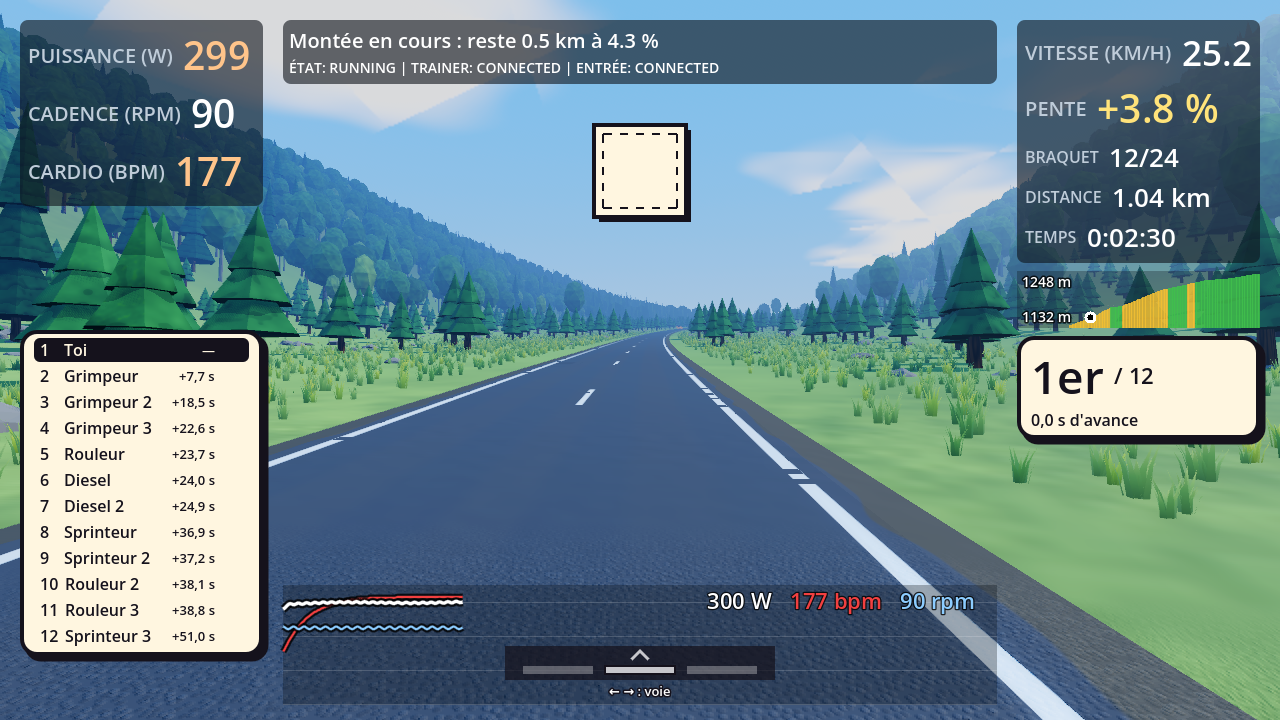 PUISSANCE (W) 299
CADENCE (RPM) 90
CARDIO (BPM) 177
Montée en cours : reste 0.5 km à 4.3 %
ÉTAT: RUNNING | TRAINER: CONNECTED | ENTRÉE: CONNECTED
VITESSE (KM/H) 25.2
PENTE +3.8 %
BRAQUET 12/24
DISTANCE 1.04 km
TEMPS 0:02:30
1248 m
1132 m
1er / 12
0,0 s d'avance
1 Toi —
2 Grimpeur +7,7 s
3 Grimpeur 2 +18,5 s
4 Grimpeur 3 +22,6 s
5 Rouleur +23,7 s
6 Diesel +24,0 s
7 Diesel 2 +24,9 s
8 Sprinteur +36,9 s
9 Sprinteur 2 +37,2 s
10 Rouleur 2 +38,1 s
11 Rouleur 3 +38,8 s
12 Sprinteur 3 +51,0 s
300 W 177 bpm 90 rpm
← → : voie